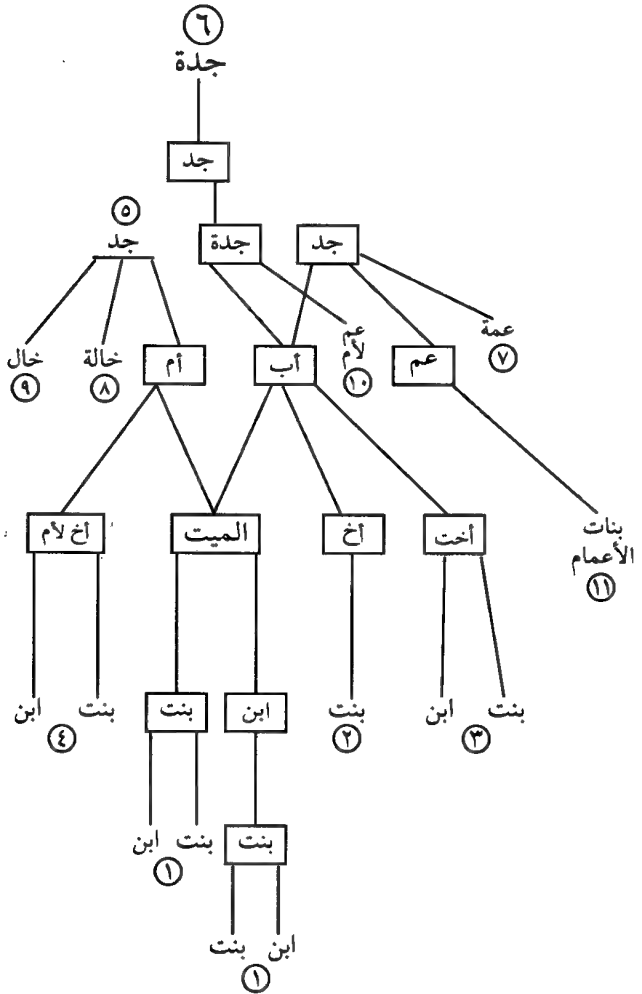 ٦
جدة
جد
٥
جد
جدة
جد
خال
٩
خالة
٨
أم
أب
عم
لأم
١٠
عم
عمة
٧
أخ لأم
الميت
أخ
أخت
بنات
الأعمام
١١
ابن
بنت
٤
بنت
ابن
بنت
٢
ابن
بنت
٣
ابن
بنت
١
بنت
بنت
ابن
١